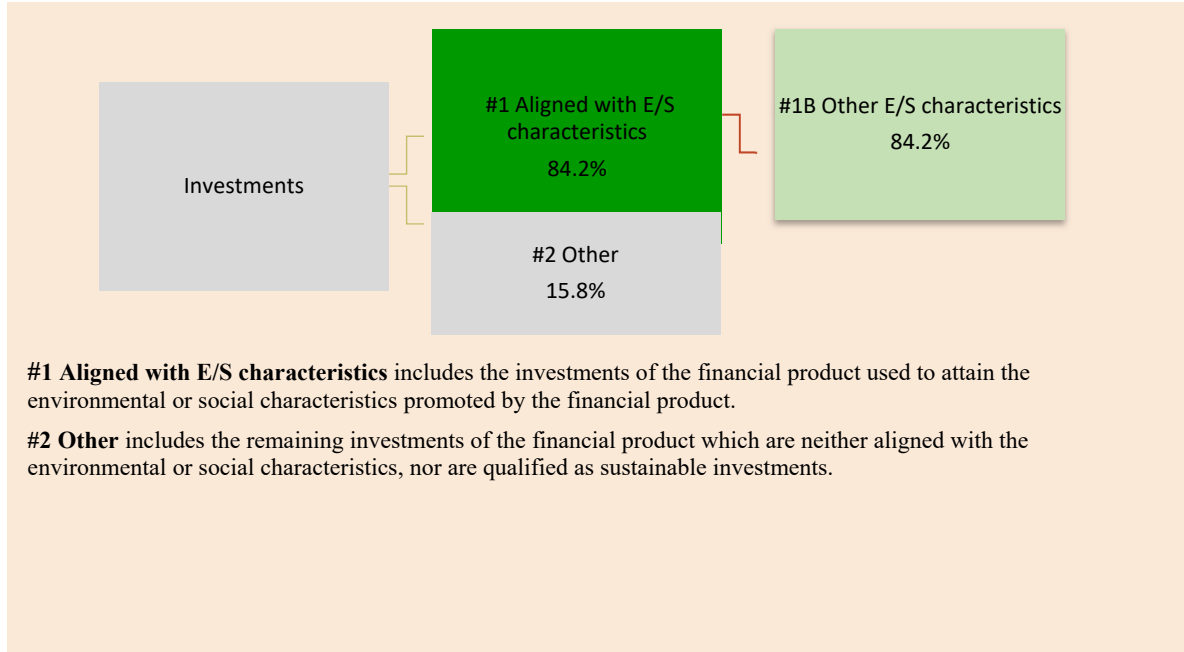 Investments
#1 Aligned with E/S
characteristics
84.2%
#2 Other
15.8%
#1B Other E/S characteristics
84.2%
#1 Aligned with E/S characteristics includes the investments of the financial product used to attain the
environmental or social characteristics promoted by the financial product.
#2 Other includes the remaining investments of the financial product which are neither aligned with the
environmental or social characteristics, nor are qualified as sustainable investments.